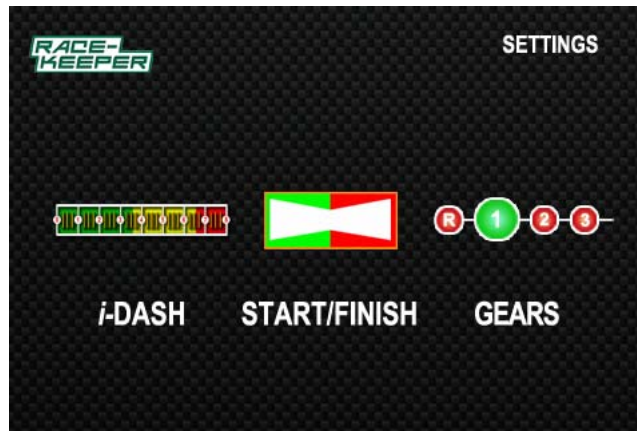 RACE-KEEPER
SETTINGS
R 1 2 3
i-DASH
START/FINISH
GEARS